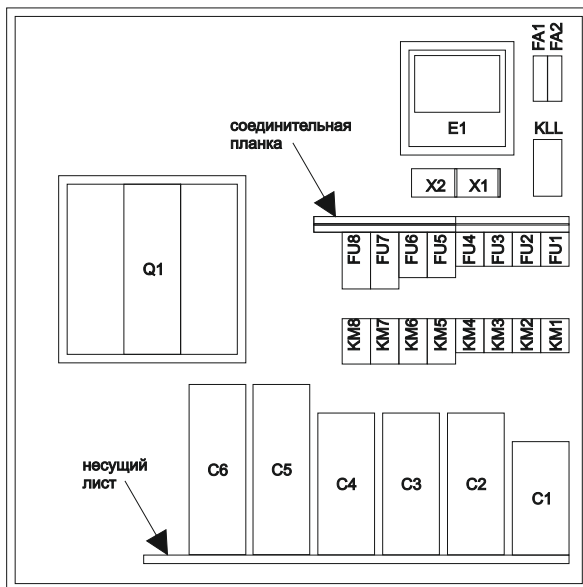 FA1
FA2
E1
KLL
соединительная
планка
X2
X1
Q1
FU8
FU7
FU6
FU5
FU4
FU3
FU2
FU1
KM8
KM7
KM6
KM5
KM4
KM3
KM2
KM1
несущий
лист
C6
C5
C4
C3
C2
C1